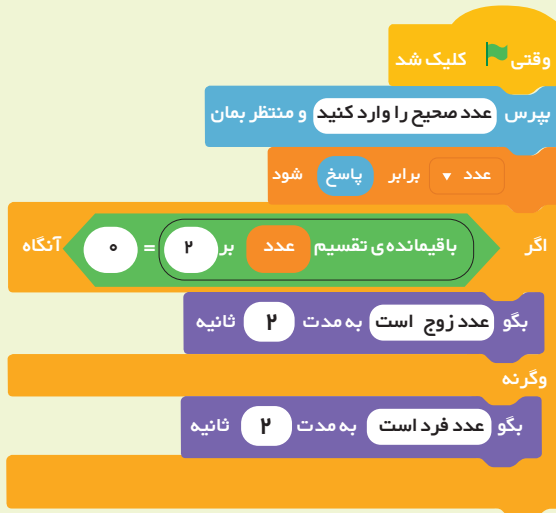 وقتی کلیک شد
بپرس عدد صحیح را وارد کنید و منتظر بمان
عدد برابر پاسخ شود
اگر باقیمانده‌ی تقسیم عدد بر ۲ = ۰ آنگاه
بگو عدد زوج است به مدت ۲ ثانیه
وگرنه
بگو عدد فرد است به مدت ۲ ثانیه